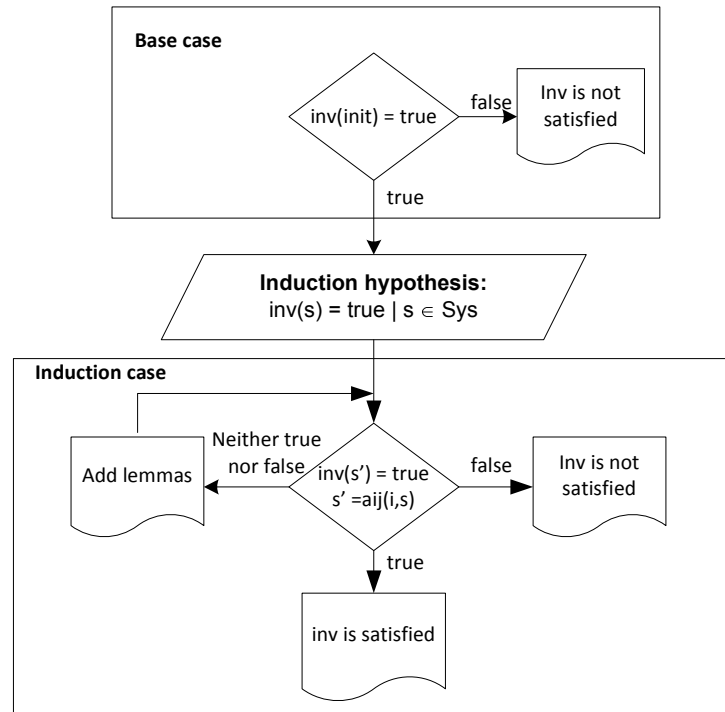 Base case
inv(init) = true
false
Inv is not
satisfied
true
Induction hypothesis:
inv(s) = true | s ∈ Sys
Induction case
Add lemmas
Neither true
nor false
inv(s’) = true
s’ =aij(i,s)
false
Inv is not
satisfied
true
inv is satisfied